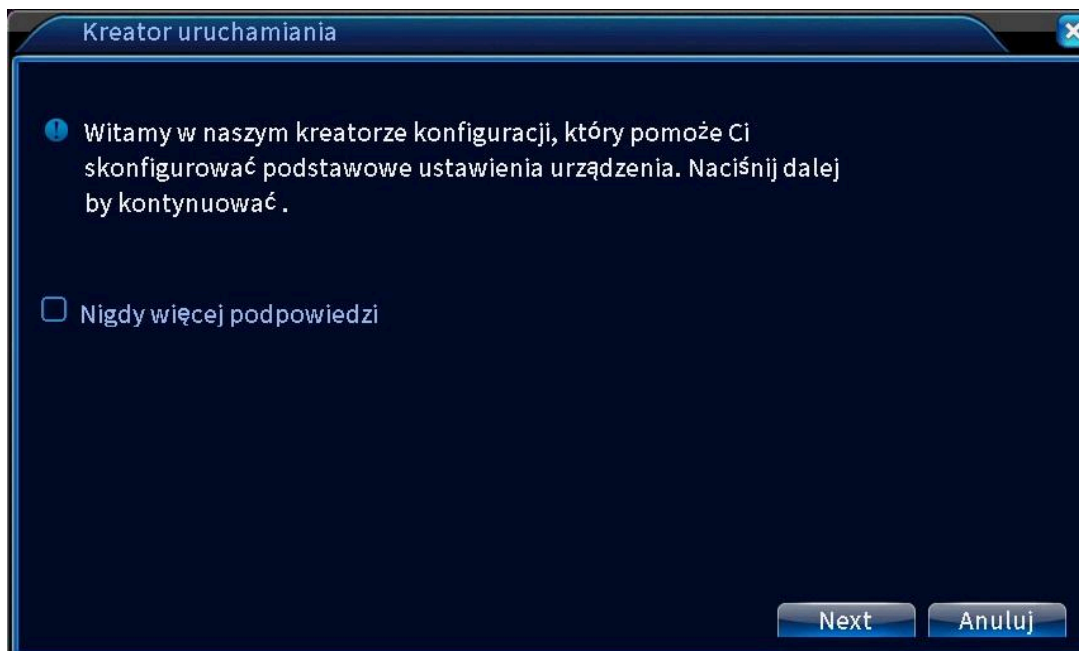 Kreator uruchamiania
Witamy w naszym kreatorze konfiguracji, który pomoże Ci
skonfigurować podstawowe ustawienia urządzenia. Naciśnij dalej
by kontynuować .
Nigdy więcej podpowiedzi
Next Anuluj